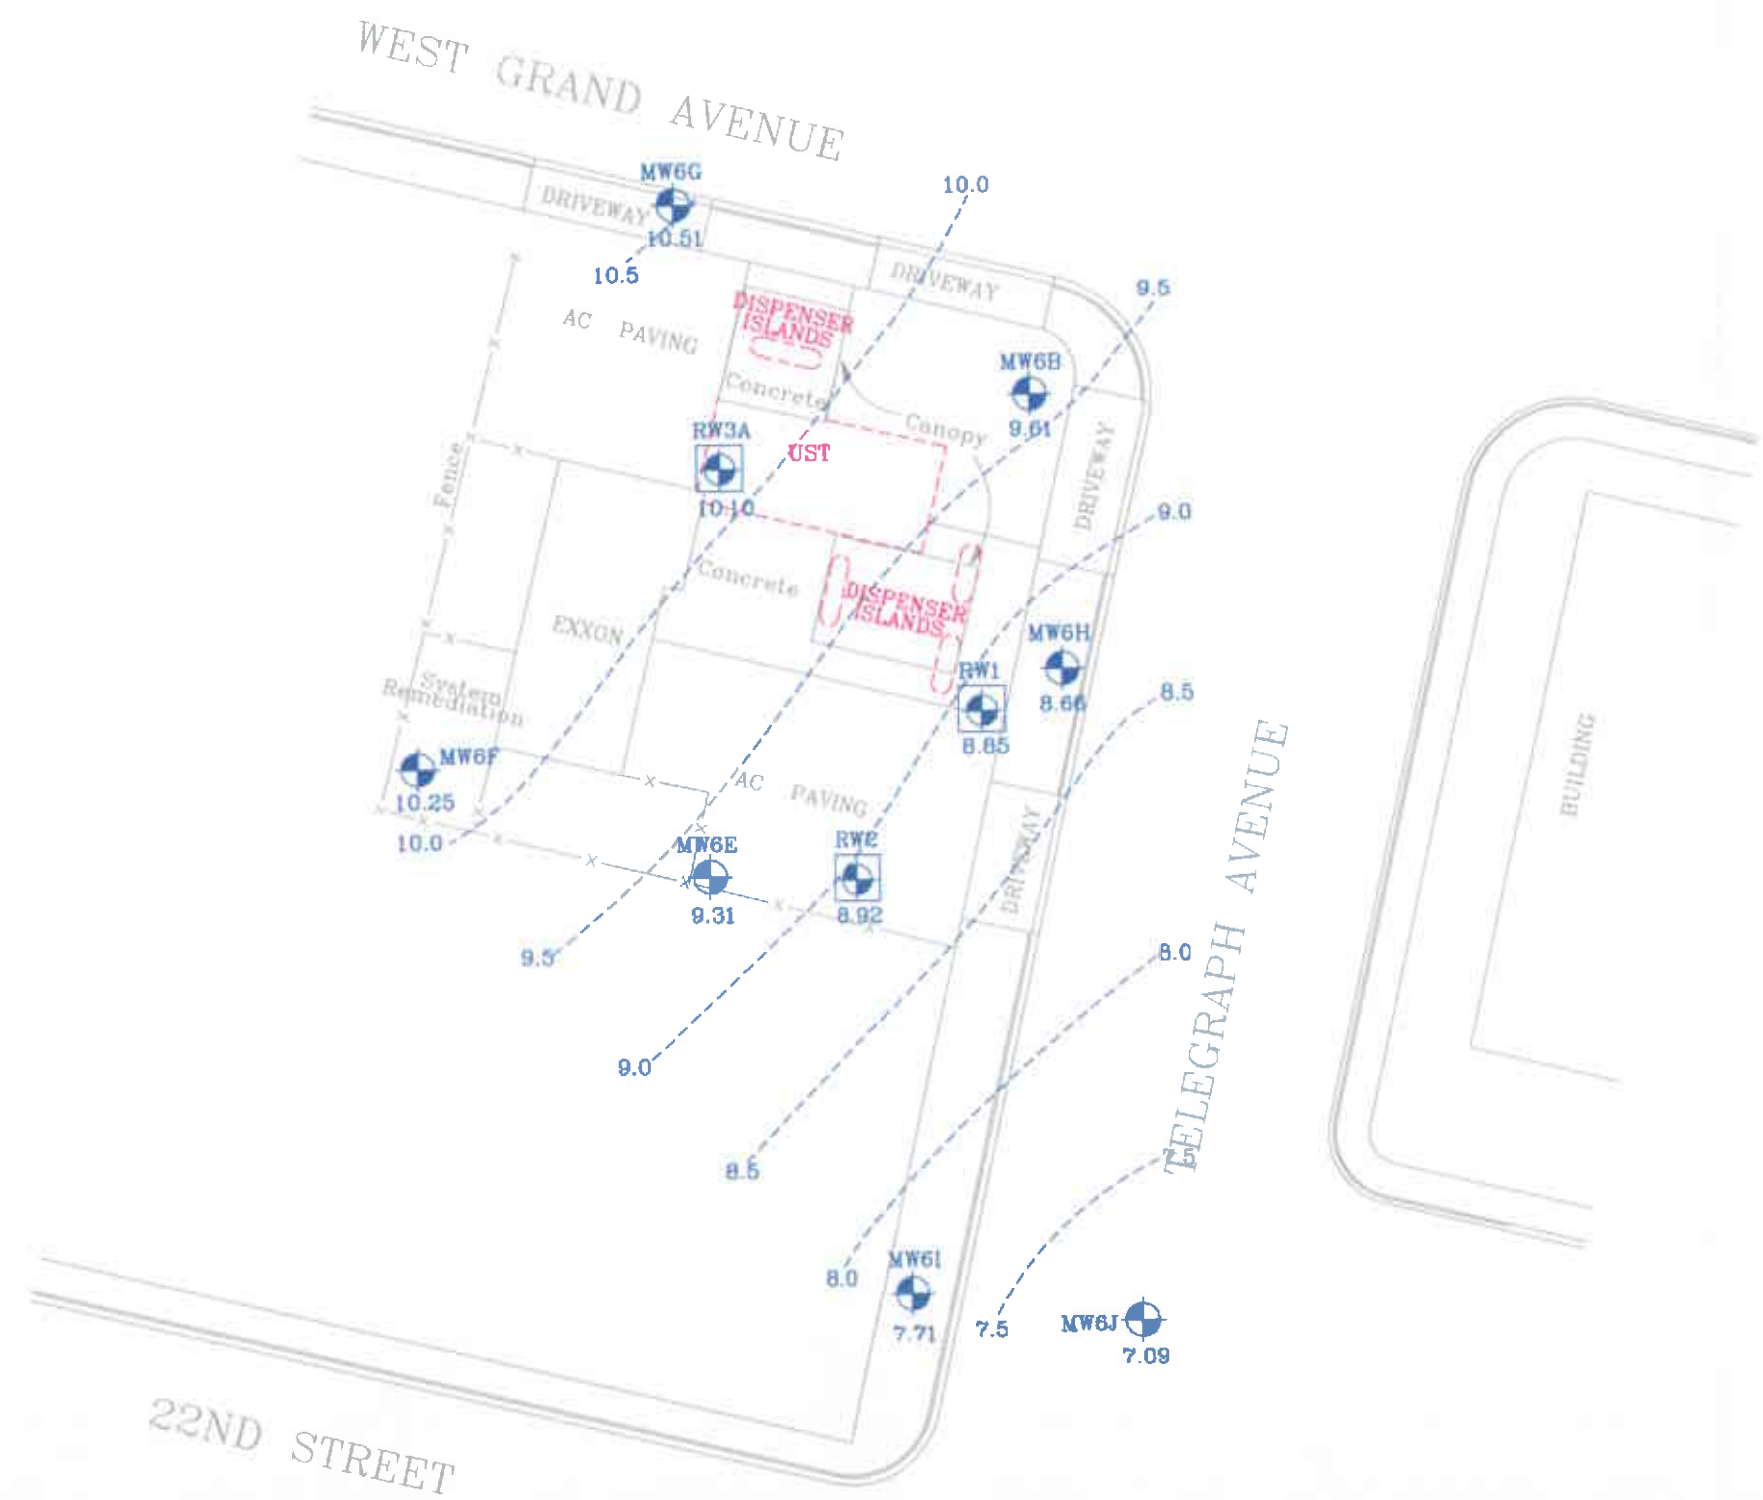 WEST GRAND AVENUE
MW6G
10.0
DRIVEWAY
10.51
10.5
DRIVEWAY
9.5
DISPENSER
ISLANDS
AC PAVING
MW6B
Concrete
Canopy
9.61
RW3A
UST
DRIVEWAY
Fence
10.10
9.0
Concrete
DISPENSER
ISLANDS
EXXON
MW6H
RW1
System
Remediation
8.66
8.5
8.85
MW6F
AC PAVING
BUILDING
10.25
10.0
MW6E
RW2
DRIVEWAY
TELEGRAPH AVENUE
9.31
8.92
9.5
8.0
9.0
8.5
7.5
MW6I
8.0
7.71
7.5
MW6J
7.09
22ND STREET